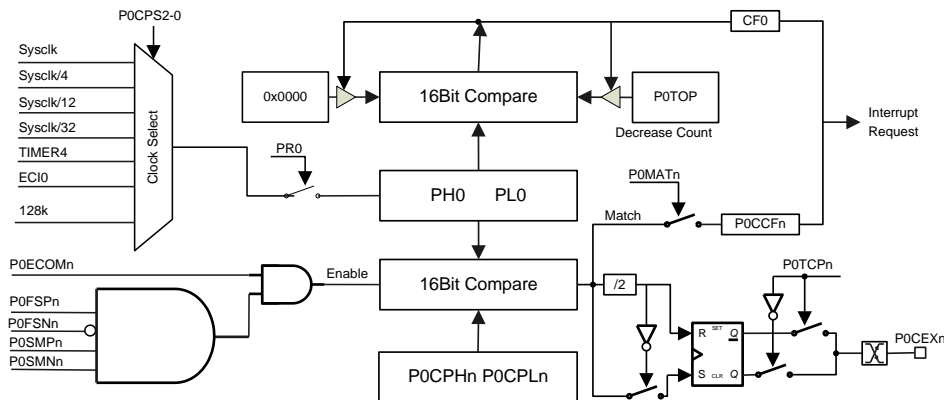 P0CPS2-0
Sysclk
Sysclk/4
Sysclk/12
Sysclk/32
TIMER4
ECI0
128k
Clock Select
PR0
0x0000
16Bit Compare
P0TOP
Decrease Count
CF0
Interrupt
Request
PH0 PL0
P0MATn
Match
P0CCFn
P0ECOMn
P0FSPn
P0FSNn
P0SMPn
P0SMNn
Enable
16Bit Compare
/2
P0TCPn
R SET Q
S CLR Q
P0CEXn
P0CPHn P0CPLn